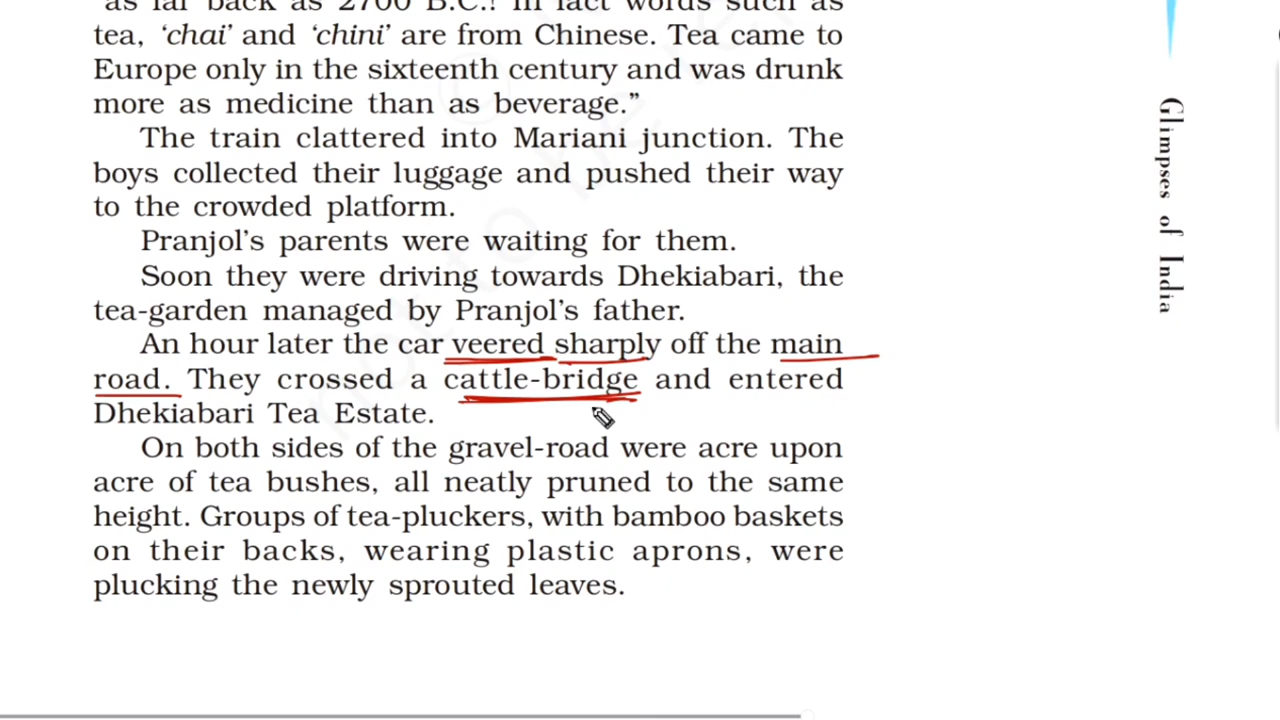 as far back as 2700 B.C.! In fact words such as
tea, ‘chai’ and ‘chini’ are from Chinese. Tea came to
Europe only in the sixteenth century and was drunk
more as medicine than as beverage.”
The train clattered into Mariani junction. The
boys collected their luggage and pushed their way
to the crowded platform.
Pranjol’s parents were waiting for them.
Soon they were driving towards Dhekiabari, the
tea-garden managed by Pranjol’s father.
An hour later the car veered sharply off the main
road. They crossed a cattle-bridge and entered
Dhekiabari Tea Estate.
On both sides of the gravel-road were acre upon
acre of tea bushes, all neatly pruned to the same
height. Groups of tea-pluckers, with bamboo baskets
on their backs, wearing plastic aprons, were
plucking the newly sprouted leaves.
Glimpses of India